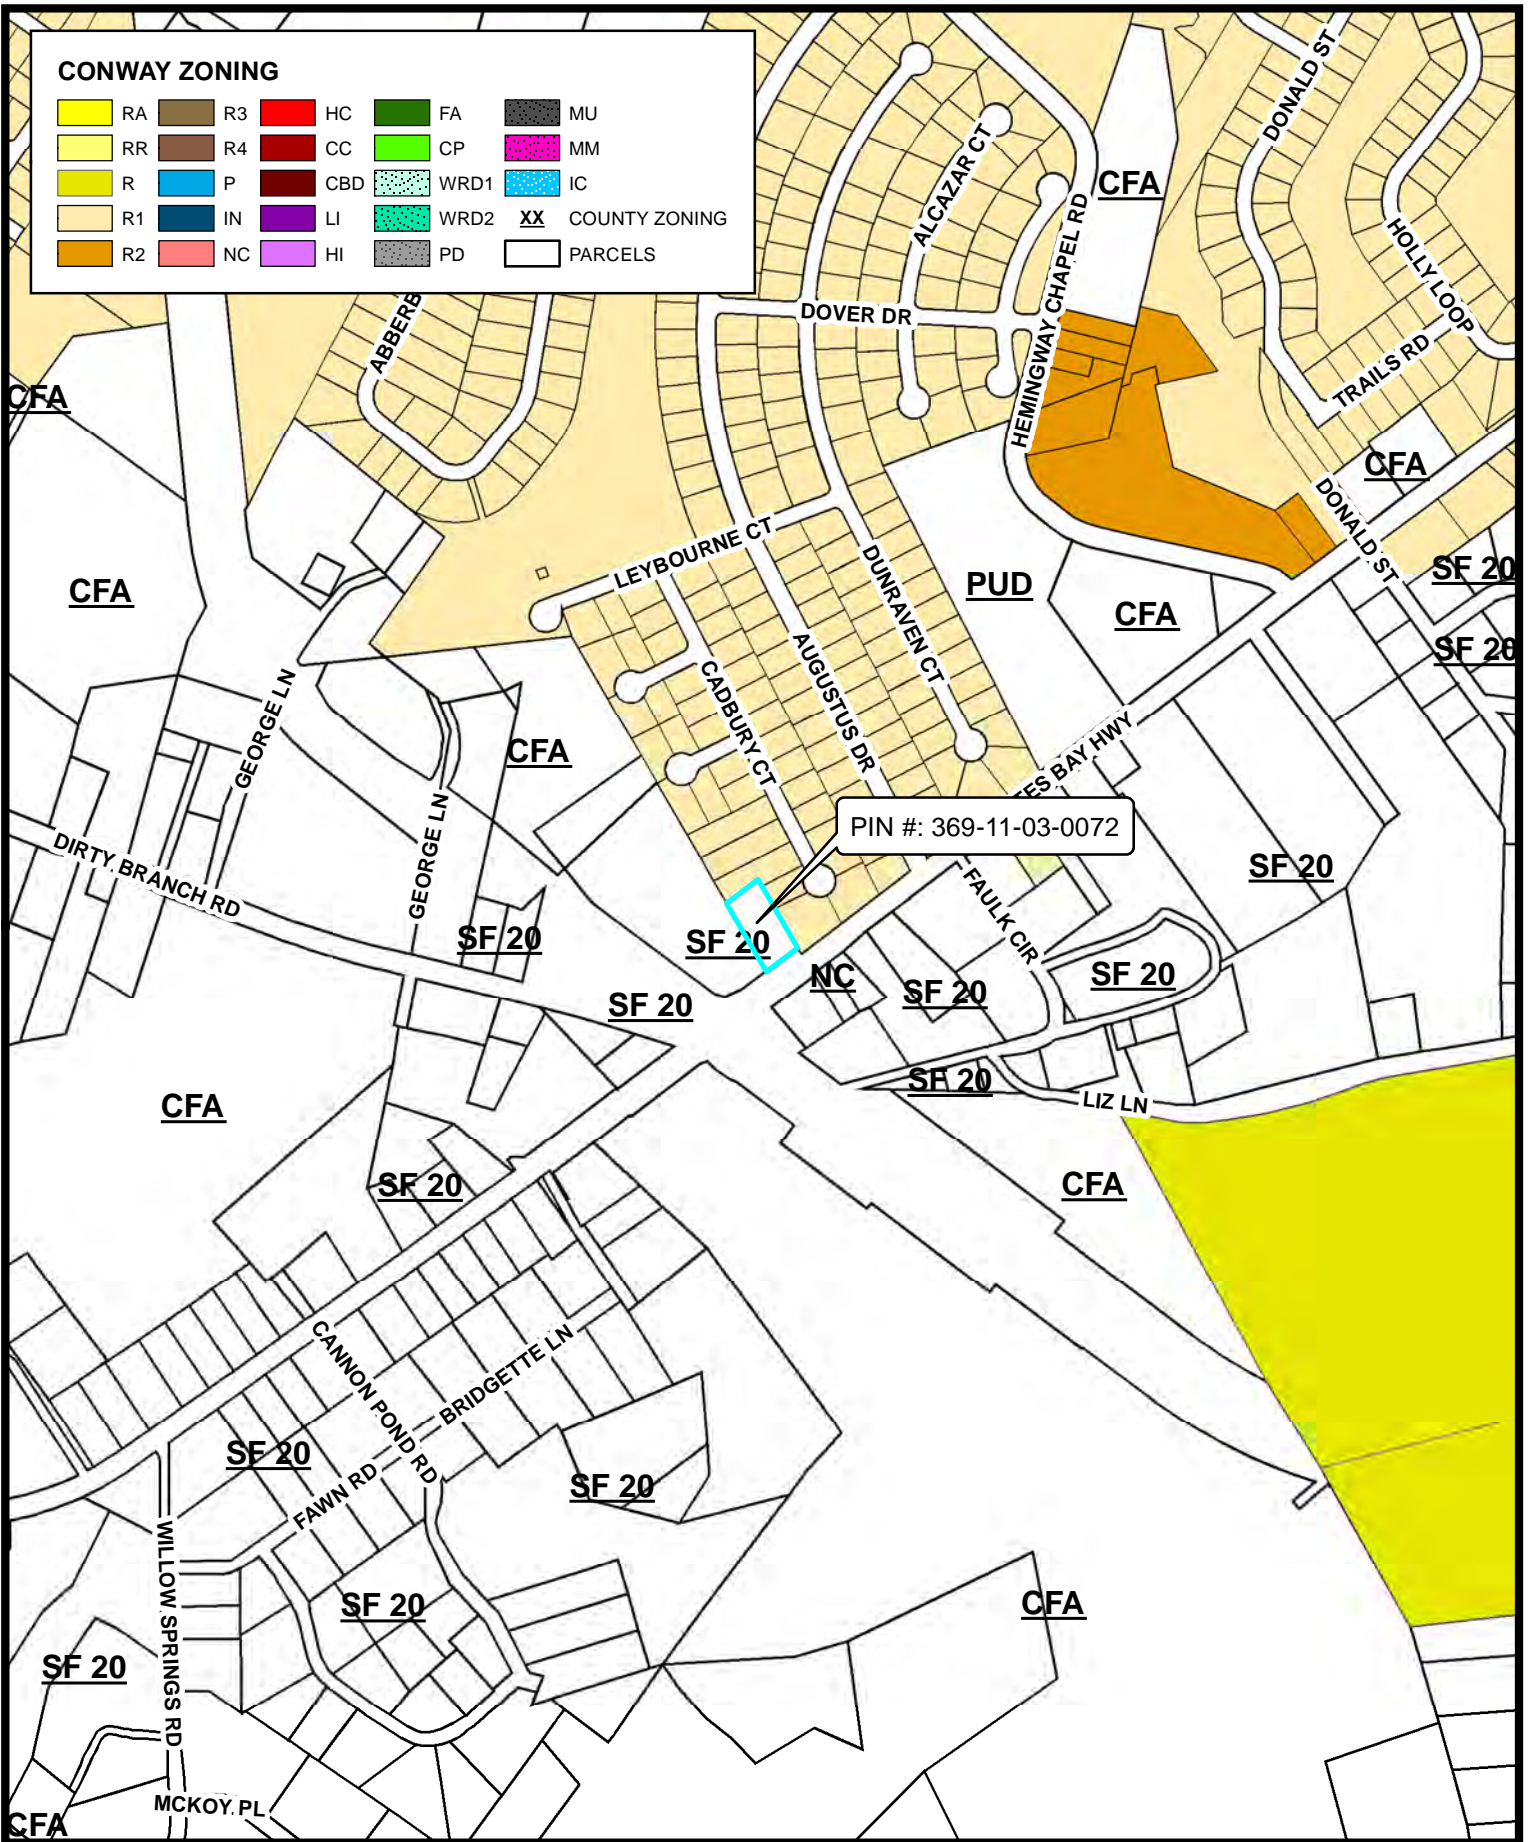 CONWAY ZONING
RA R3 HC FA MU
RR R4 CC CP MM
R P CBD WRD1 IC
R1 IN LI WRD2 XX COUNTY ZONING
R2 NC HI PD PARCELS
DONALD ST
ALCAZAR CT
CFA
HEMINGWAY CHAPEL RD
HOLLY LOOP
ABBERB
DOVER DR
TRAILS RD
CFA
CFA
DONALD ST
LEYBOURNE CT
DUNRAVEN CT
CFA
PUD
SF 20
CFA
AUGUSTUS DR
SF 20
CADBURY CT
GEORGE LN
CFA
TES BAY HWY
PIN #: 369-11-03-0072
GEORGE LN
DIRTY BRANCH RD
SF 20
FAULK CIR
SF 20
SF 20
NC
SF 20
SF 20
SF 20
SF 20
LIZ LN
CFA
SF 20
CFA
CANNON POND RD
BRIDGETTE LN
SF 20
FAWN RD
SF 20
WILLOW SPRINGS RD
SF 20
CFA
SF 20
MCKOY PL
CFA